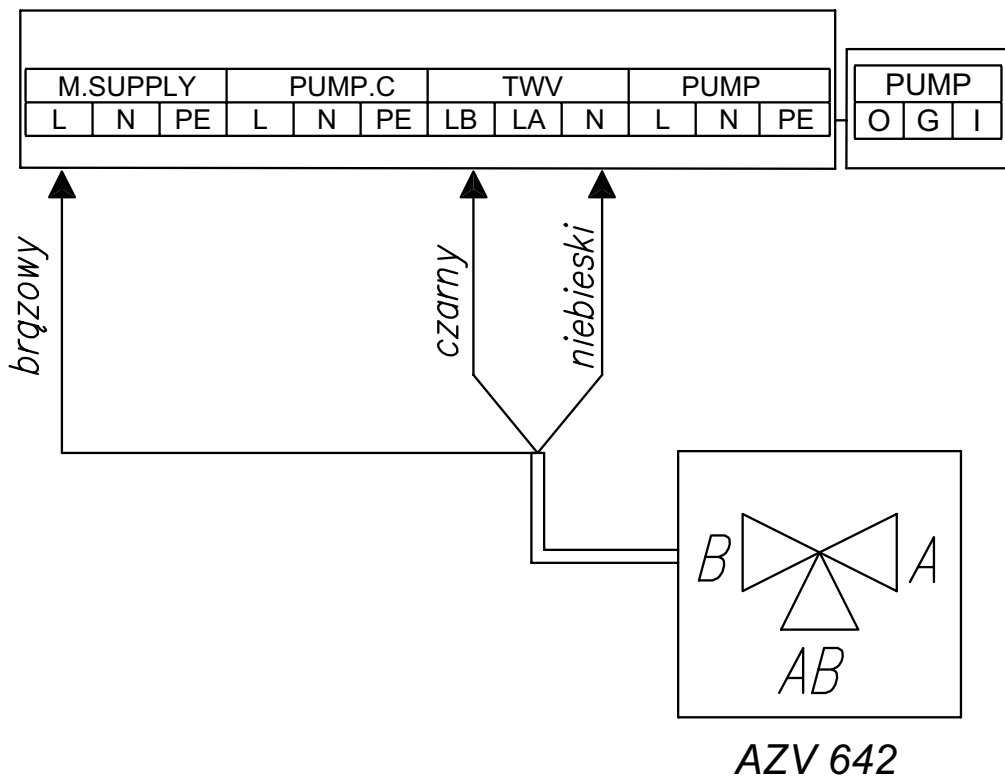 M.SUPPLY PUMP.C TWV PUMP
L N PE L N PE LB LA N L N PE
PUMP
O G I
brązowy
czarny
niebieski
B A
AB
AZV 642